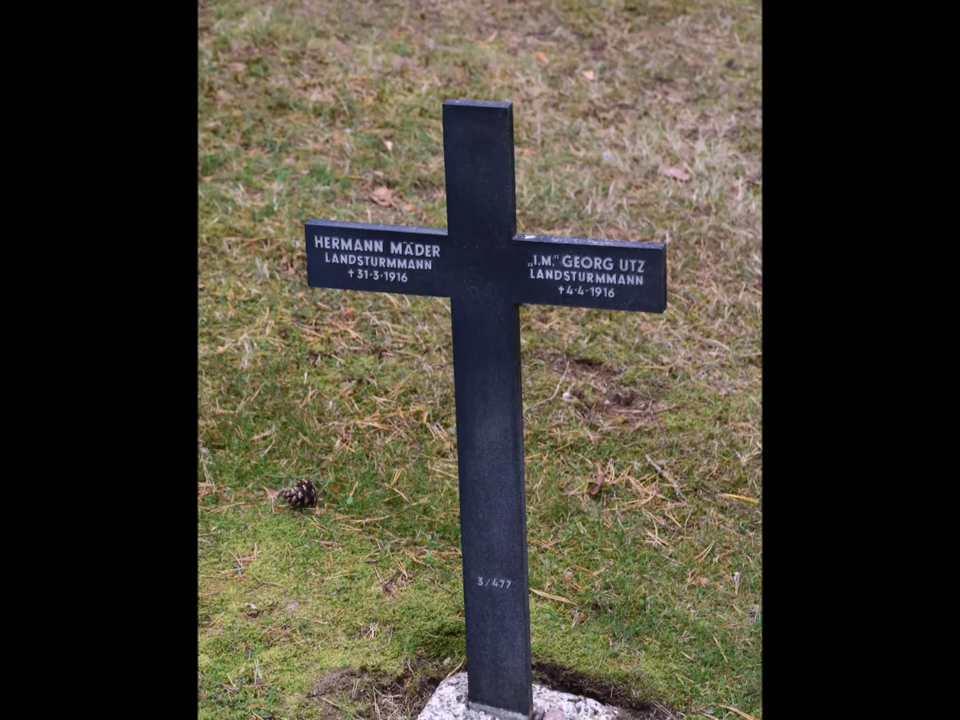 HERMANN MÄDER
LANDSTURMMANN
†31·3·1916
„I.M." GEORG UTZ
LANDSTURMMANN
†4·4·1916
3/477